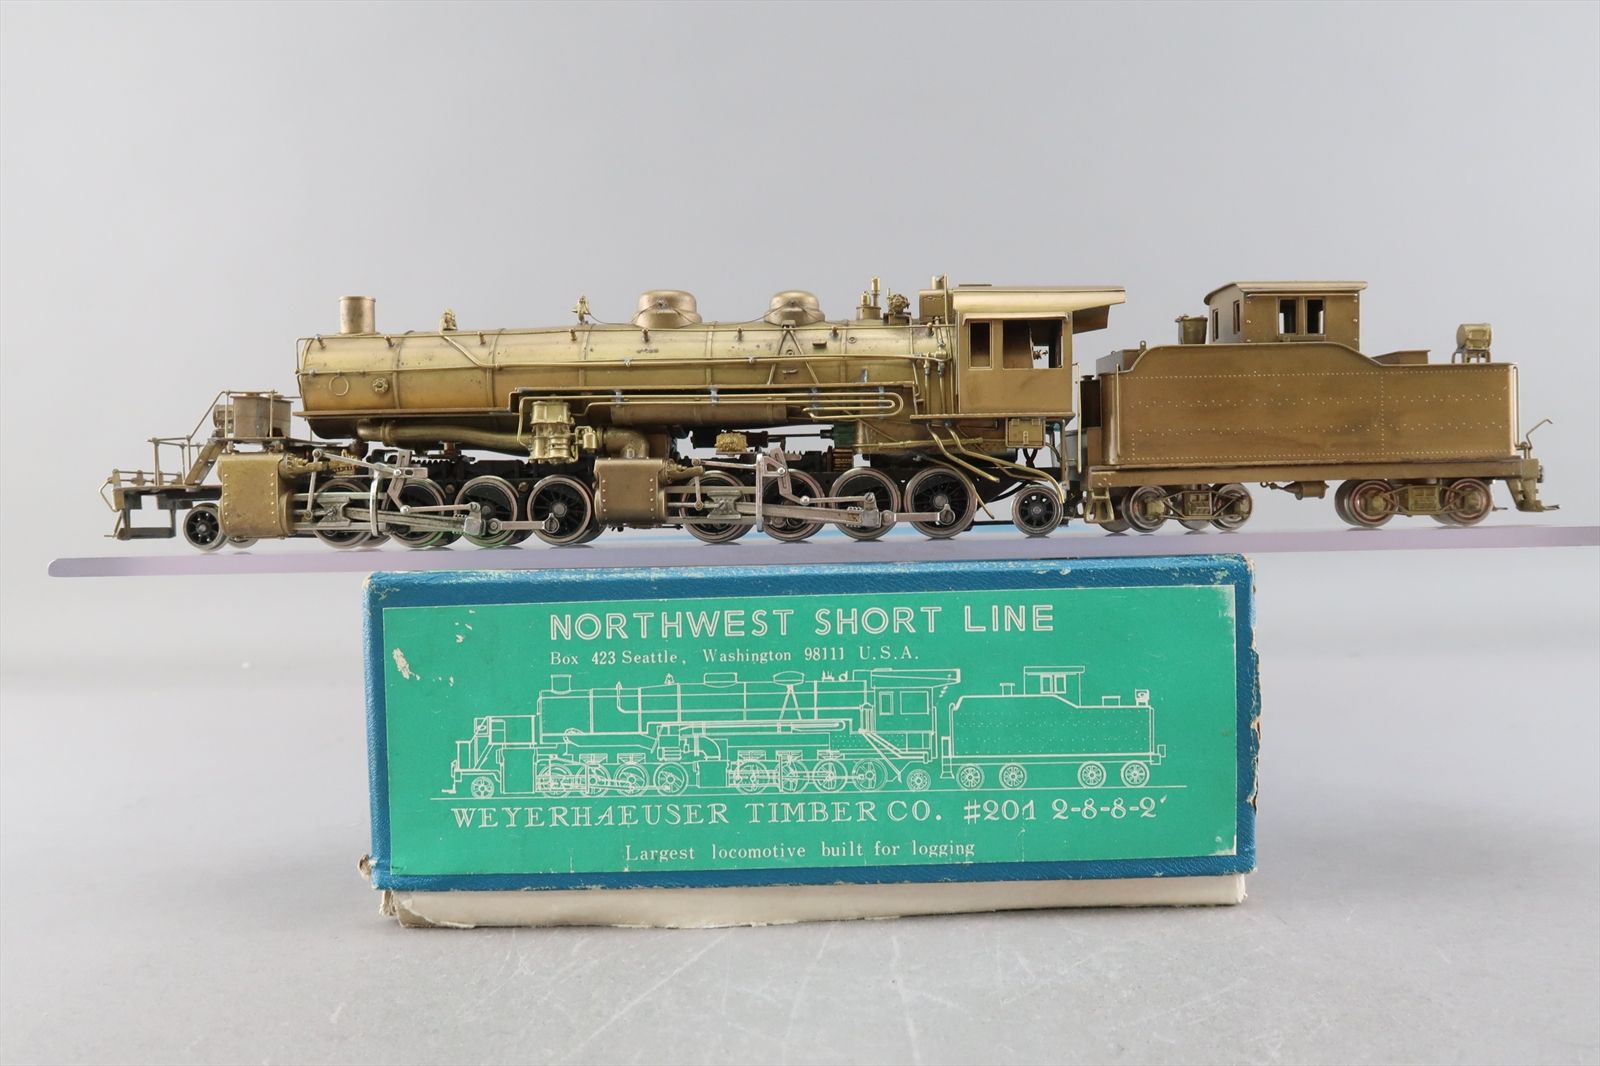 NORTHWEST SHORT LINE
Box 423 Seattle, Washington 98111 U.S.A.
WEYERHAEUSER TIMBER CO. #201 2-8-8-2
Largest locomotive built for logging